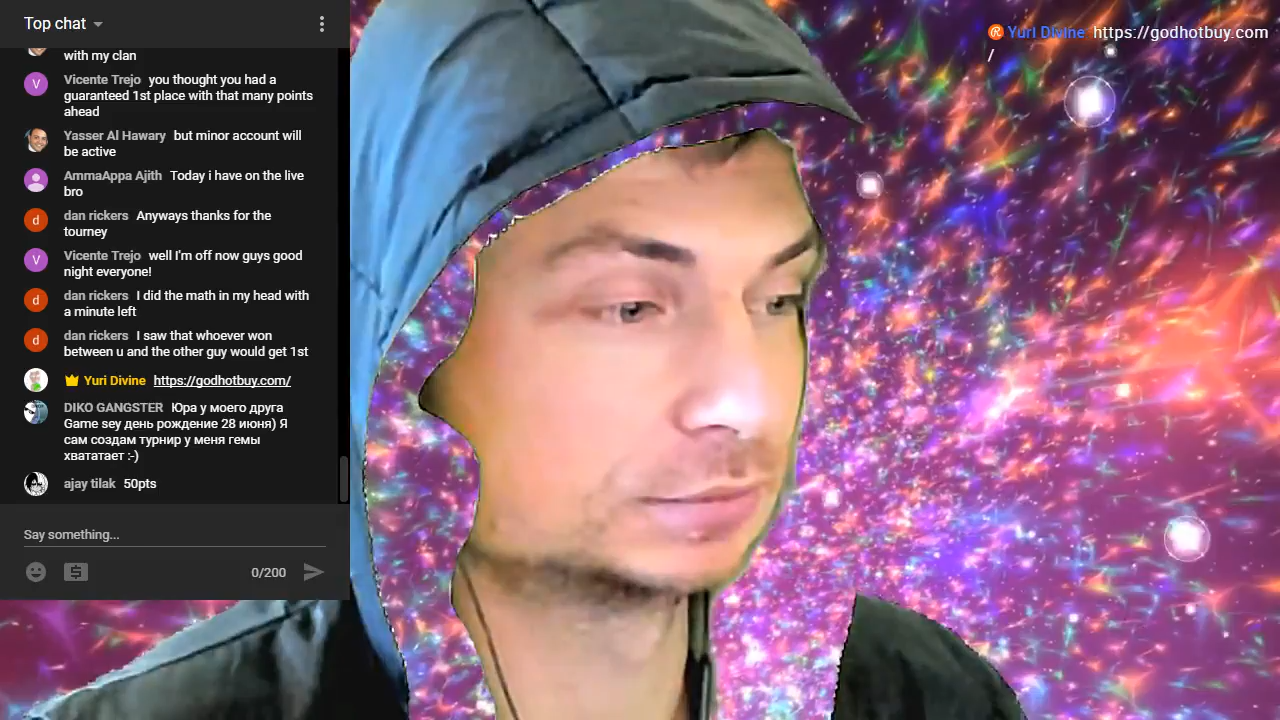 Top chat
with my clan
V Vicente Trejo you thought you had a
guaranteed 1st place with that many points
ahead
Yasser Al Hawary but minor account will
be active
AmmaAppa Ajith Today i have on the live
bro
d dan rickers Anyways thanks for the
tourney
V Vicente Trejo well I'm off now guys good
night everyone!
d dan rickers I did the math in my head with
a minute left
d dan rickers I saw that whoever won
between u and the other guy would get 1st
Yuri Divine https://godhotbuy.com/
DIKO GANGSTER Юра у моего друга
Game sey день рождение 28 июня) Я
сам создам турнир у меня гемы
хвататает :-)
ajay tilak 50pts
Say something...
0/200
Yuri Divine https://godhotbuy.com
/